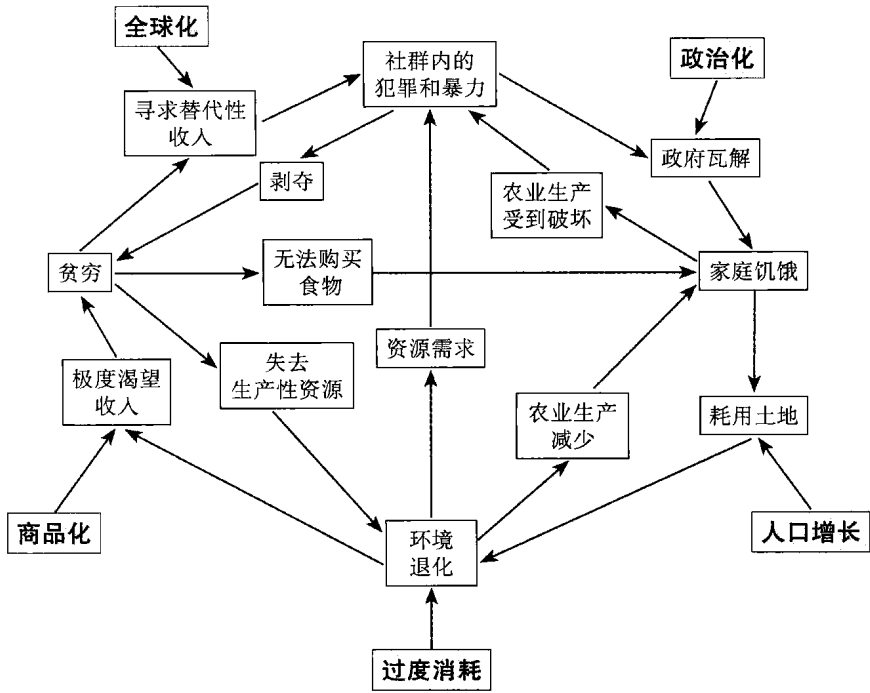 全球化
社群内的
犯罪和暴力
政治化
寻求替代性
收入
政府瓦解
剥夺
农业生产
受到破坏
贫穷
无法购买
食物
家庭饥饿
资源需求
失去
生产性资源
极度渴望
收入
农业生产
减少
耗用土地
商品化
环境
退化
人口增长
过度消耗